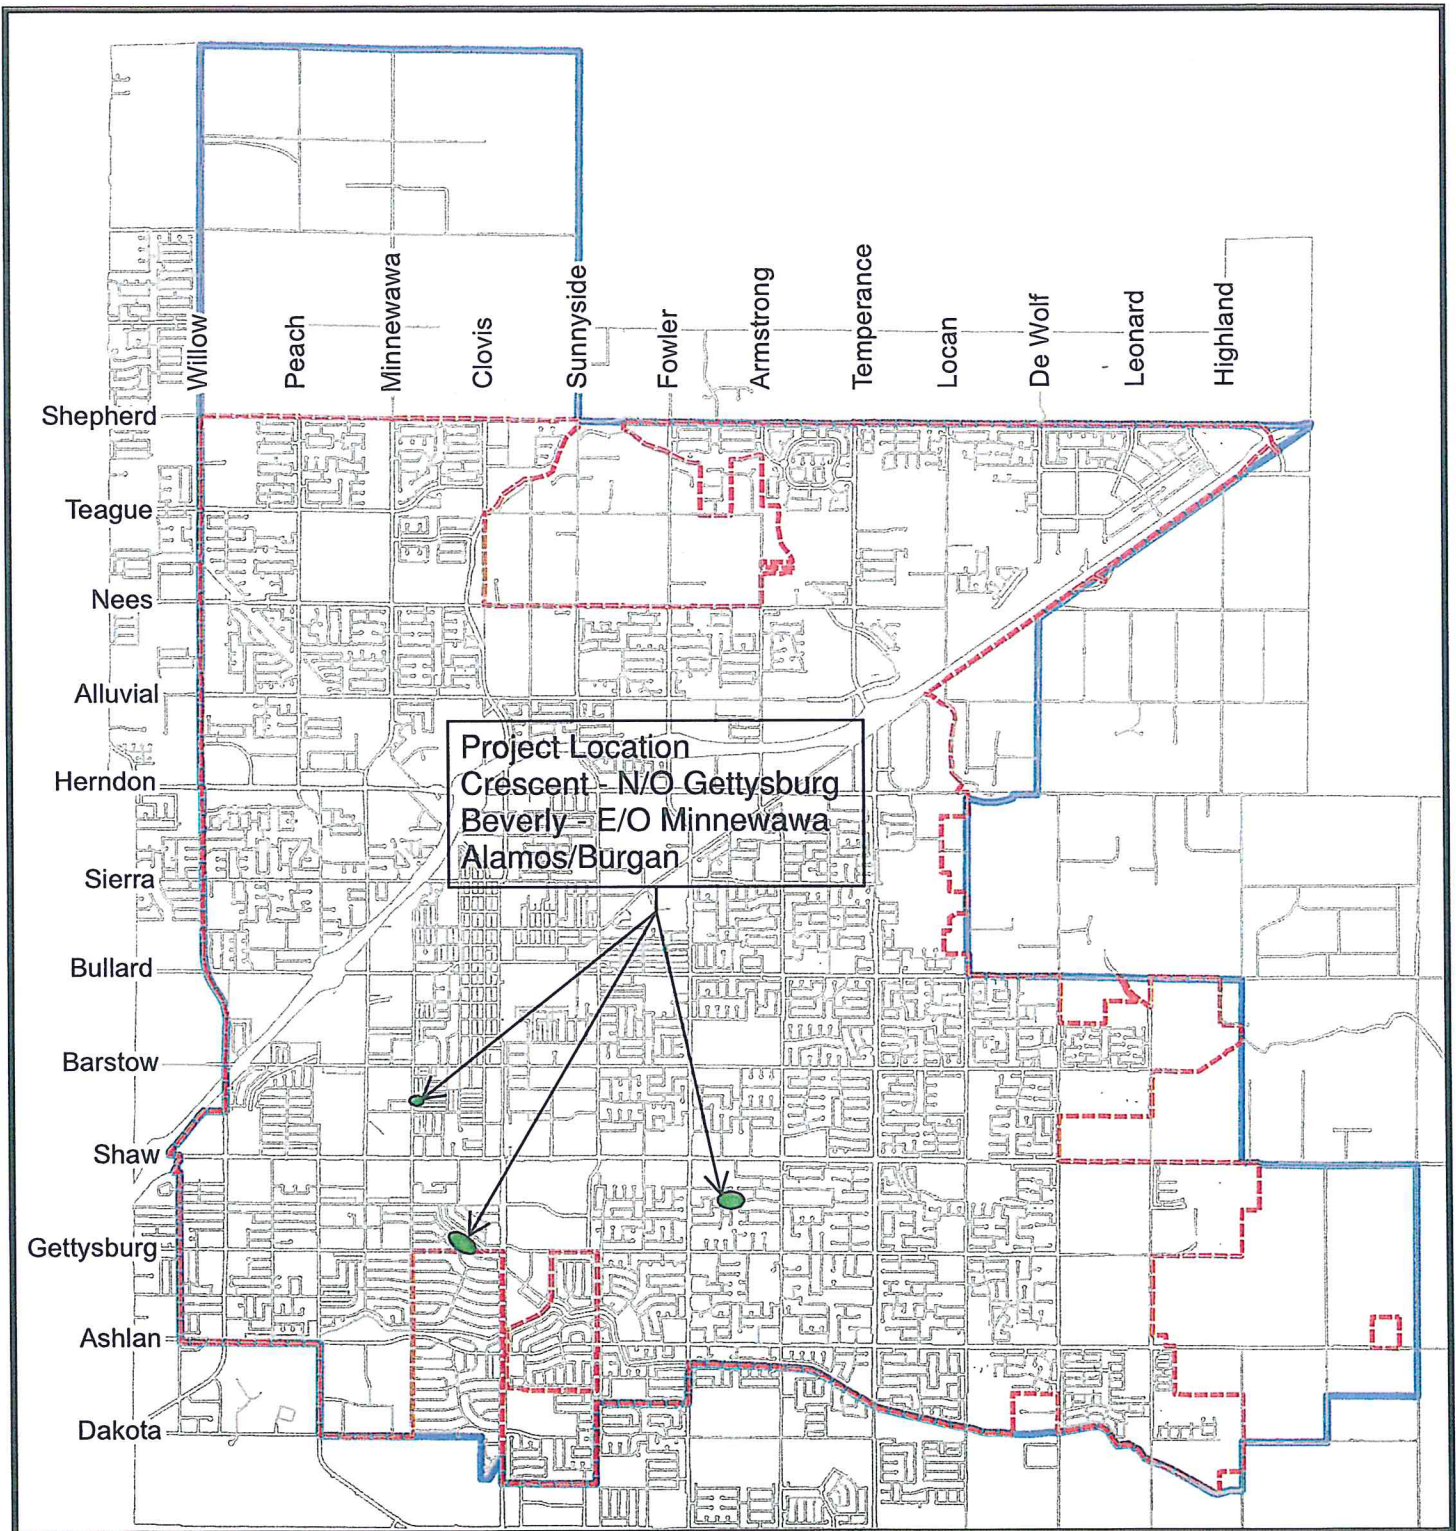 Willow
Peach
Minnewawa
Clovis
Sunnyside
Fowler
Armstrong
Temperance
Locan
De Wolf
Leonard
Highland
Shepherd
Teague
Nees
Alluvial
Herndon
Sierra
Bullard
Barstow
Shaw
Gettysburg
Ashlan
Dakota
Project Location
Crescent - N/O Gettysburg
Beverly - E/O Minnewawa
Alamos/Burgan